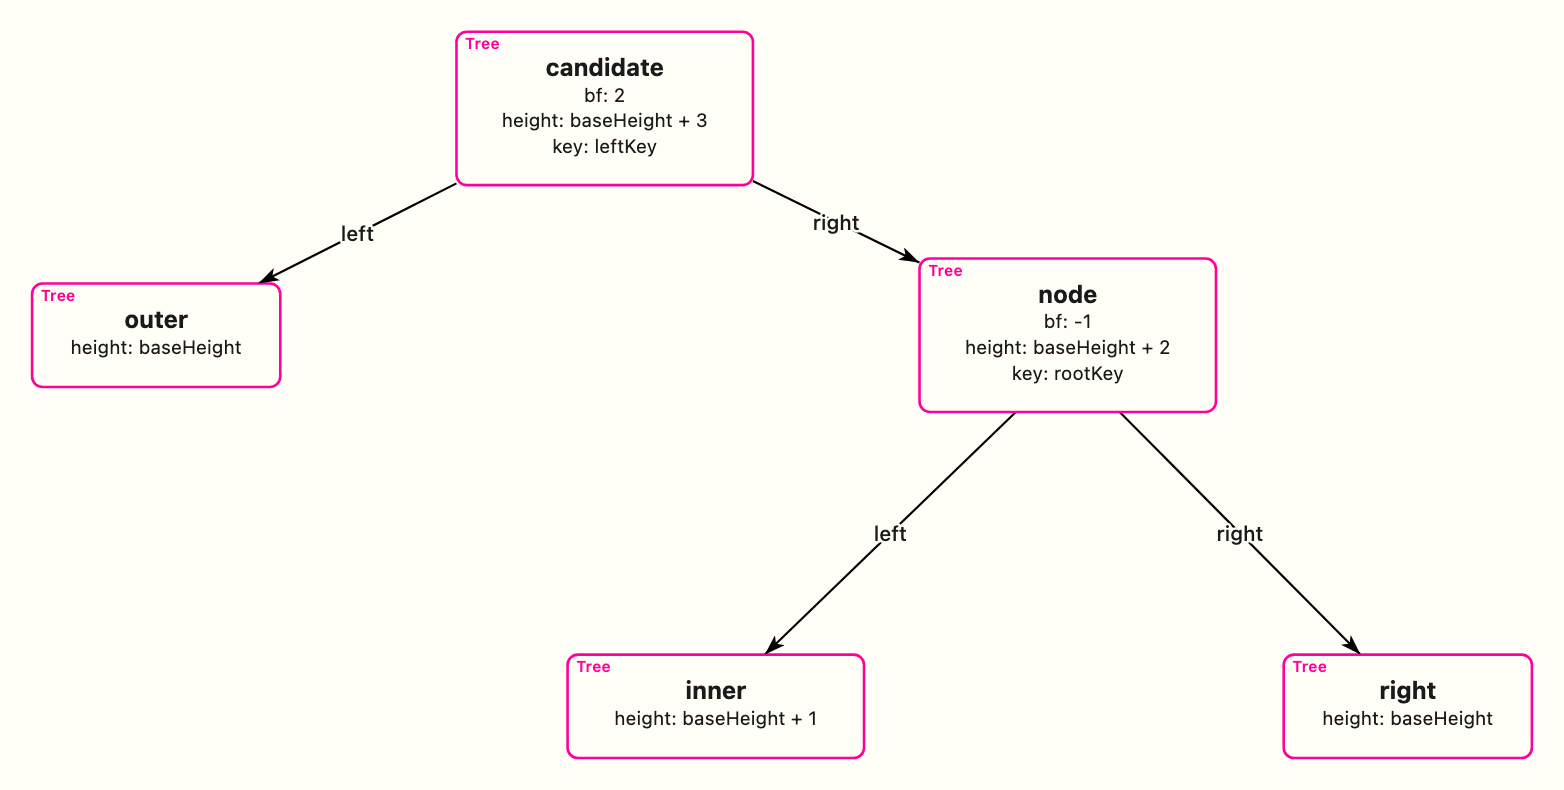 Tree
candidate
bf: 2
height: baseHeight + 3
key: leftKey
left
right
Tree
outer
height: baseHeight
Tree
node
bf: -1
height: baseHeight + 2
key: rootKey
left
right
Tree
inner
height: baseHeight + 1
Tree
right
height: baseHeight